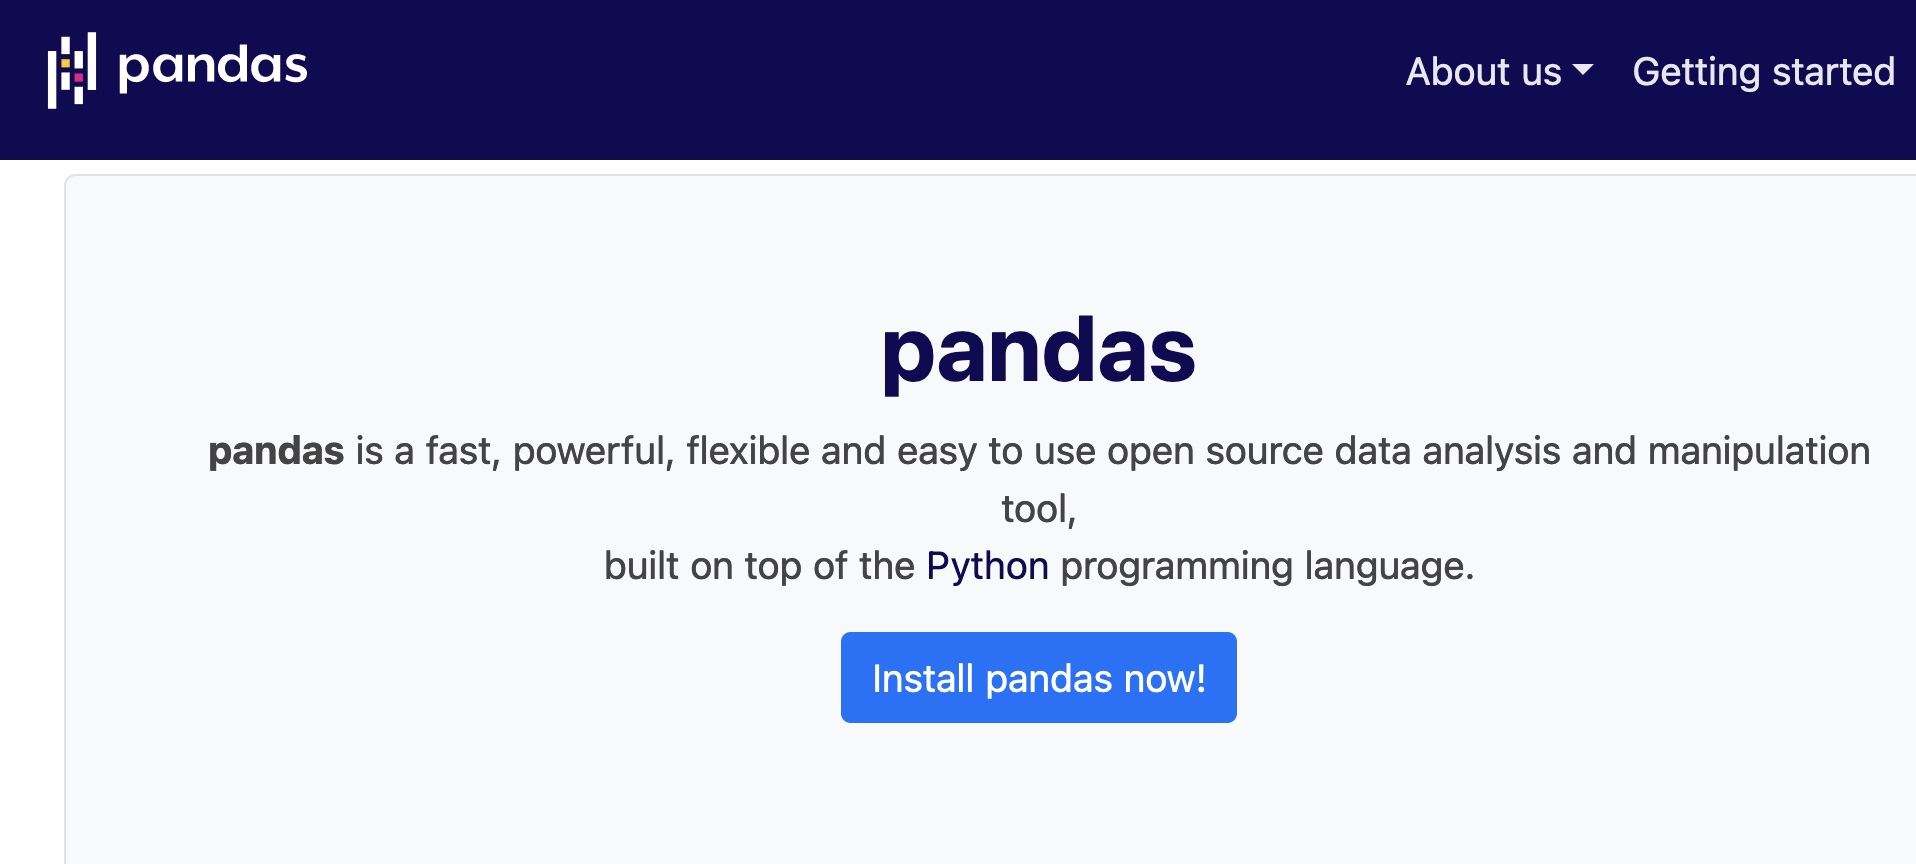 pandas
About us
Getting started
pandas
pandas is a fast, powerful, flexible and easy to use open source data analysis and manipulation
tool,
built on top of the Python programming language.
Install pandas now!